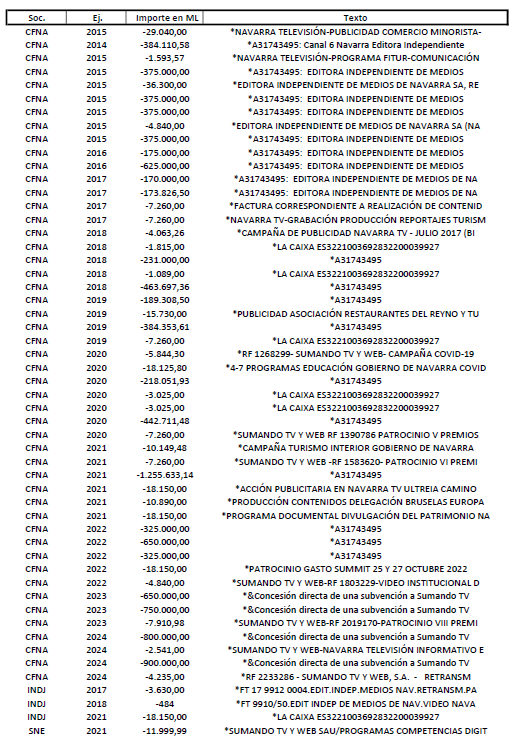 Soc. Ej. Importe en ML Texto
CFNA 2015 -29.040,00 *NAVARRA TELEVISIÓN-PUBLICIDAD COMERCIO MINORISTA-
CFNA 2014 -384.110,58 *A31743495: Canal 6 Navarra Editora Independiente
CFNA 2015 -1.593,57 *NAVARRA TELEVISIÓN-PROGRAMA FITUR-COMUNICACIÓN
CFNA 2015 -375.000,00 *A31743495: EDITORA INDEPENDIENTE DE MEDIOS
CFNA 2015 -36.300,00 *EDITORA INDEPENDIENTE DE MEDIOS DE NAVARRA SA, RE
CFNA 2015 -375.000,00 *A31743495: EDITORA INDEPENDIENTE DE MEDIOS
CFNA 2015 -375.000,00 *A31743495: EDITORA INDEPENDIENTE DE MEDIOS
CFNA 2015 -4.840,00 *EDITORA INDEPENDIENTE DE MEDIOS DE NAVARRA SA (NA
CFNA 2015 -375.000,00 *A31743495: EDITORA INDEPENDIENTE DE MEDIOS
CFNA 2016 -175.000,00 *A31743495: EDITORA INDEPENDIENTE DE MEDIOS
CFNA 2016 -625.000,00 *A31743495: EDITORA INDEPENDIENTE DE MEDIOS
CFNA 2017 -170.000,00 *A31743495: EDITORA INDEPENDIENTE DE MEDIOS DE NA
CFNA 2017 -173.826,50 *A31743495: EDITORA INDEPENDIENTE DE MEDIOS DE NA
CFNA 2017 -7.260,00 *FACTURA CORRESPONDIENTE A REALIZACIÓN DE CONTENID
CFNA 2017 -7.260,00 *NAVARRA TV-GRABACIÓN PRODUCCIÓN REPORTAJES TURISM
CFNA 2018 -4.063,26 *CAMPAÑA DE PUBLICIDAD NAVARRA TV - JULIO 2017 (BI
CFNA 2018 -1.815,00 *LA CAIXA ES3221003692832200039927
CFNA 2018 -231.000,00 *A31743495
CFNA 2018 -1.089,00 *LA CAIXA ES3221003692832200039927
CFNA 2018 -463.697,36 *A31743495
CFNA 2019 -189.308,50 *A31743495
CFNA 2019 -15.730,00 *PUBLICIDAD ASOCIACIÓN RESTAURANTES DEL REYNO Y TU
CFNA 2019 -384.353,61 *A31743495
CFNA 2019 -7.260,00 *LA CAIXA ES3221003692832200039927
CFNA 2020 -5.844,30 *RF 1268299- SUMANDO TV Y WEB- CAMPAÑA COVID-19
CFNA 2020 -18.125,80 *4-7 PROGRAMAS EDUCACIÓN GOBIERNO DE NAVARRA COVID
CFNA 2020 -218.051,93 *A31743495
CFNA 2020 -3.025,00 *LA CAIXA ES3221003692832200039927
CFNA 2020 -3.025,00 *LA CAIXA ES3221003692832200039927
CFNA 2020 -442.711,48 *A31743495
CFNA 2020 -7.260,00 *SUMANDO TV Y WEB RF 1390786 PATROCINIO V PREMIOS
CFNA 2021 -10.149,48 *CAMPAÑA TURISMO INTERIOR GOBIERNO DE NAVARRA
CFNA 2021 -7.260,00 *SUMANDO TV Y WEB -RF 1583620- PATROCINIO VI PREMI
CFNA 2021 -1.255.633,14 *A31743495
CFNA 2021 -18.150,00 *ACCIÓN PUBLICITARIA EN NAVARRA TV ULTREIA CAMINO
CFNA 2021 -10.890,00 *PRODUCCIÓN CONTENIDOS DELEGACIÓN BRUSELAS EUROPA
CFNA 2021 -18.150,00 *PROGRAMA DOCUMENTAL DIVULGACIÓN DEL PATRIMONIO NA
CFNA 2022 -325.000,00 *A31743495
CFNA 2022 -650.000,00 *A31743495
CFNA 2022 -325.000,00 *A31743495
CFNA 2022 -18.150,00 *PATROCINIO GASTO SUMMIT 25 Y 27 OCTUBRE 2022
CFNA 2022 -4.840,00 *SUMANDO TV Y WEB-RF 1803229-VIDEO INSTITUCIONAL D
CFNA 2023 -650.000,00 *&Concesión directa de una subvención a Sumando TV
CFNA 2023 -750.000,00 *&Concesión directa de una subvención a Sumando TV
CFNA 2023 -7.910,98 *SUMANDO TV Y WEB-RF 2019170-PATROCINIO VIII PREMI
CFNA 2024 -800.000,00 *&Concesión directa de una subvención a Sumando TV
CFNA 2024 -2.541,00 *SUMANDO TV Y WEB-NAVARRA TELEVISIÓN INFORMATIVO E
CFNA 2024 -900.000,00 *&Concesión directa de una subvención a Sumando TV
CFNA 2024 -4.235,00 *RF 2233286 - SUMANDO TV Y WEB, S.A. - RETRANSM
INDJ 2017 -3.630,00 *FT 17 9912 0004.EDIT.INDEP.MEDIOS NAV.RETRANSM.PA
INDJ 2018 -484 *FT 9910/50.EDIT INDEP DE MEDIOS DE NAV.VIDEO NAVA
INDJ 2021 -18.150,00 *LA CAIXA ES3221003692832200039927
SNE 2021 -11.999,99 *SUMANDO TV Y WEB SAU/PROGRAMAS COMPETENCIAS DIGIT